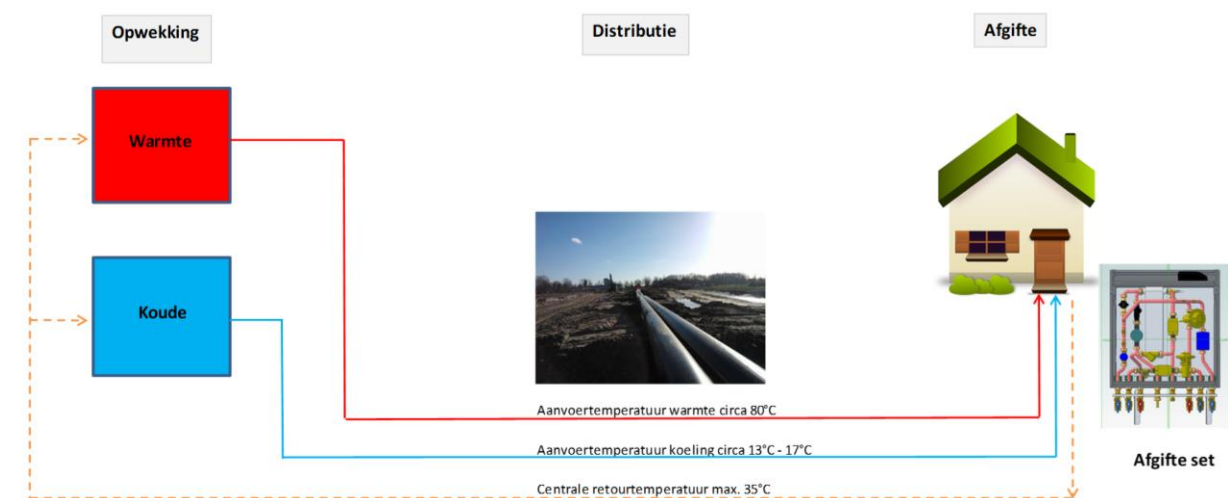 Opwekking
Distributie
Afgifte
Warmte
Koude
Aanvoertemperatuur warmte circa 80°C
Aanvoertemperatuur koeling circa 13°C - 17°C
Centrale retourtemperatuur max. 35°C
Afgifte set